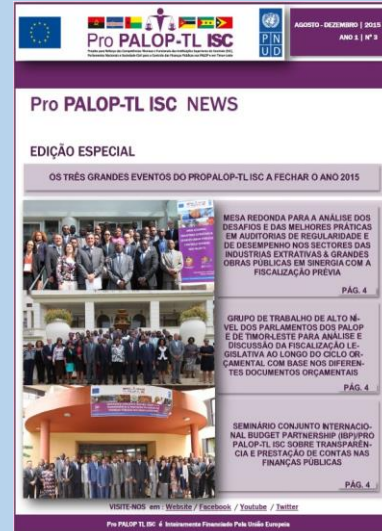 Pro PALOP-TL ISC
PN
UD
AGOSTO - DEZEMBRO | 2015
ANO 1 | Nº 3
Pro PALOP-TL ISC NEWS
EDIÇÃO ESPECIAL
OS TRÊS GRANDES EVENTOS DO PROPALOP-TL ISC A FECHAR O ANO 2015
MESA REDONDA PARA A ANÁLISE DOS
DESAFIOS E DAS MELHORES PRÁTICAS
EM AUDITORIAS DE REGULARIDADE E
DE DESEMPENHO NOS SECTORES DAS
INDUSTRIAS EXTRATIVAS & GRANDES
OBRAS PÚBLICAS EM SINERGIA COM A
FISCALIZAÇÃO PRÉVIA
PÁG. 4
GRUPO DE TRABALHO DE ALTO NÍ-
VEL DOS PARLAMENTOS DOS PALOP
E DE TIMOR-LESTE PARA ANÁLISE E
DISCUSSÃO DA FISCALIZAÇÃO LE-
GISLATIVA AO LONGO DO CICLO OR-
ÇAMENTAL COM BASE NOS DIFEREN-
TES DOCUMENTOS ORÇAMENTAIS
PÁG. 4
SEMINÁRIO CONJUNTO INTERNACIO-
NAL BUDGET PARTNERSHIP (IBP)/PRO
PALOP-TL ISC SOBRE TRANSPARÊN-
CIA E PRESTAÇÃO DE CONTAS NAS
FINANÇAS PÚBLICAS
PÁG. 4
VISITE-NOS em : Website / Facebook / Youtube / Twitter
Pro PALOP TL ISC é Inteiramente Financiado Pela União Europeia